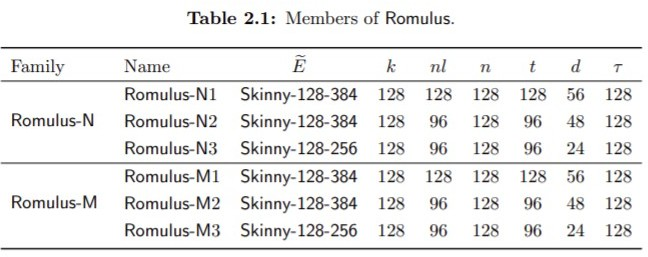 Table 2.1: Members of Romulus.
Family Name Ẽ k nl n t d τ
Romulus-N1 Skinny-128-384 128 128 128 128 56 128
Romulus-N Romulus-N2 Skinny-128-384 128 96 128 96 48 128
Romulus-N3 Skinny-128-256 128 96 128 96 24 128
Romulus-M1 Skinny-128-384 128 128 128 128 56 128
Romulus-M Romulus-M2 Skinny-128-384 128 96 128 96 48 128
Romulus-M3 Skinny-128-256 128 96 128 96 24 128